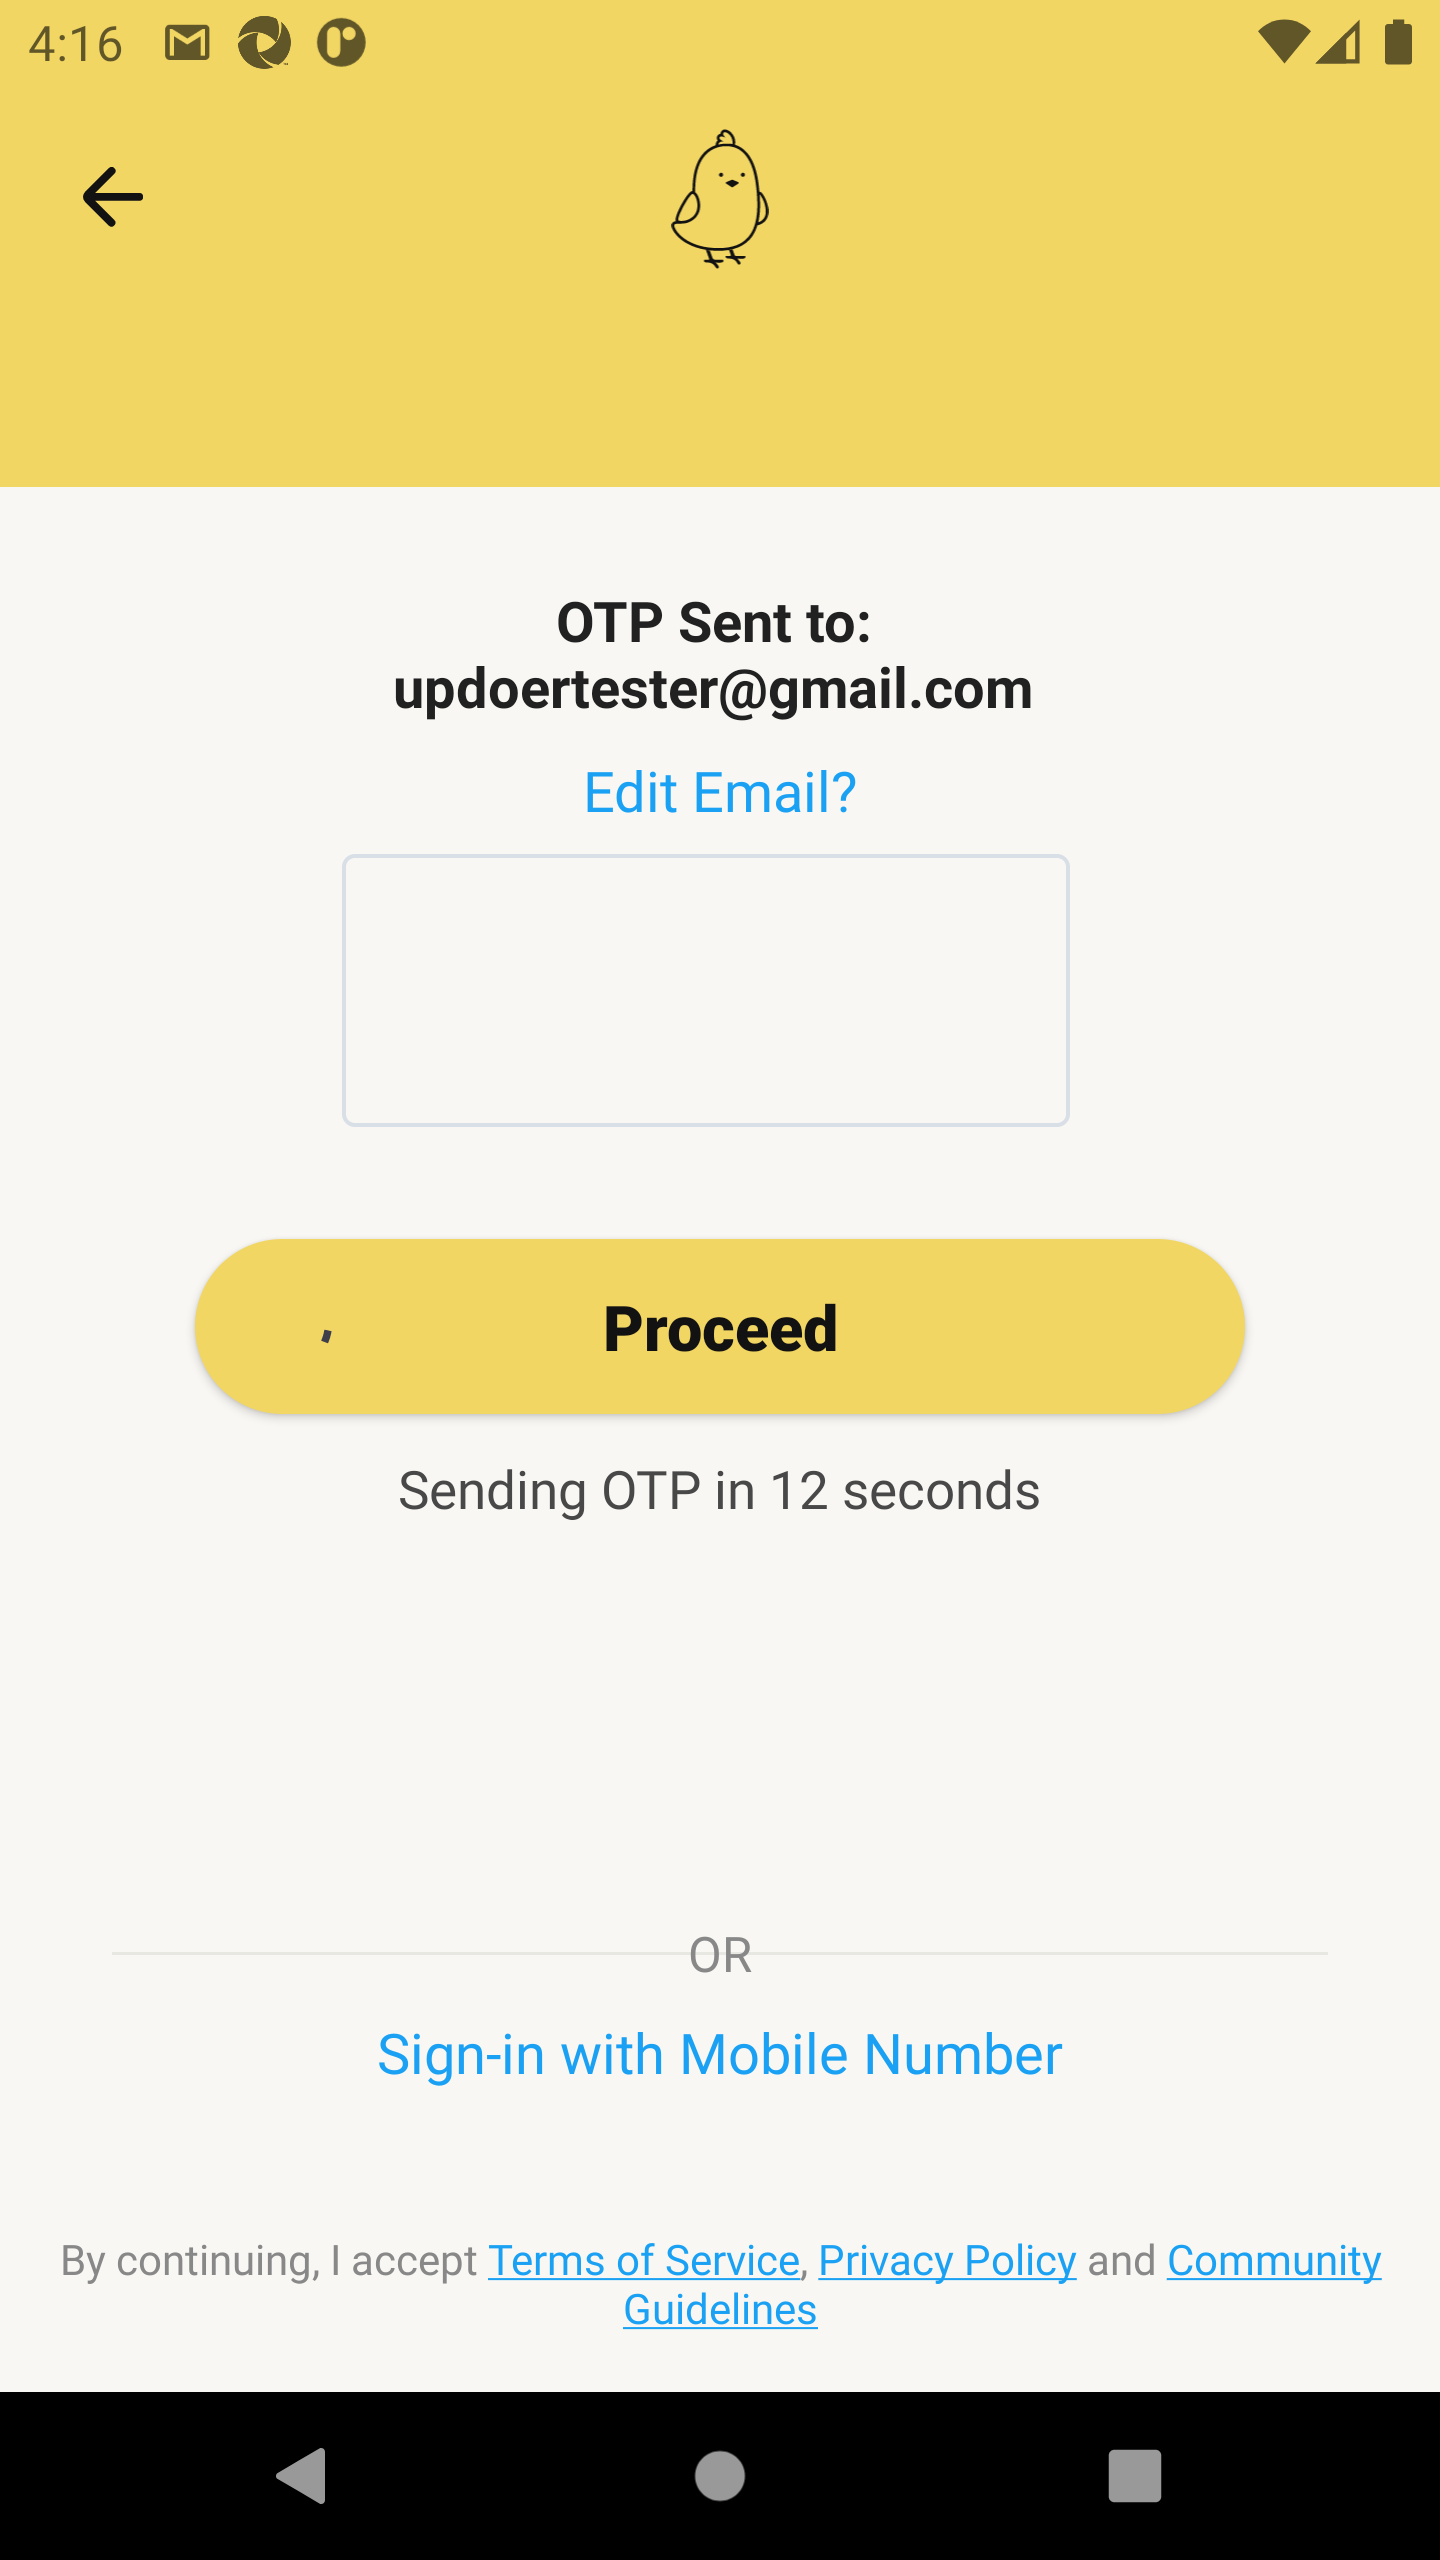 4:16
OTP Sent to:
updoertester@gmail.com
Edit Email?
Proceed
Sending OTP in 12 seconds
OR
Sign-in with Mobile Number
By continuing, I accept Terms of Service, Privacy Policy and Community
Guidelines